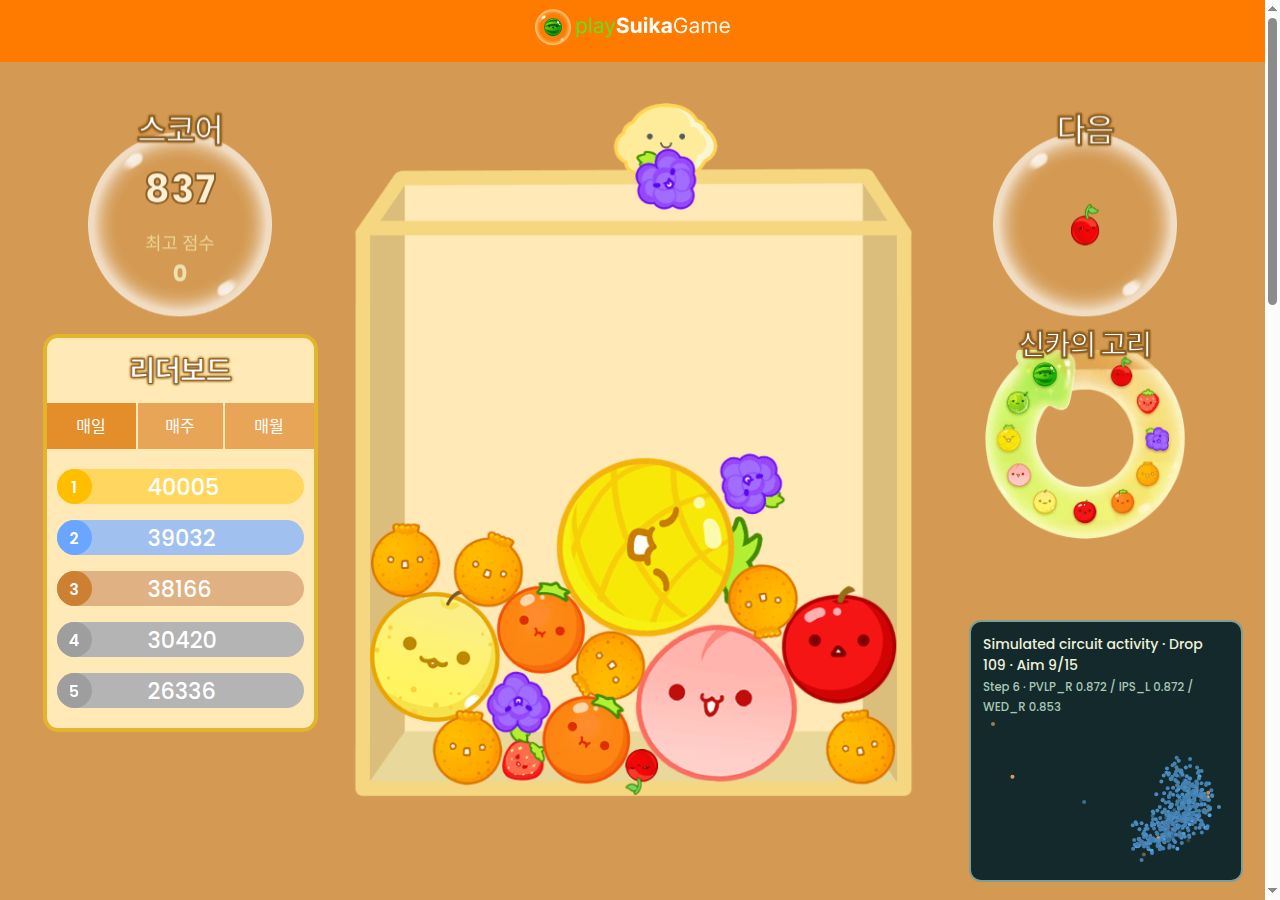 playSuikaGame
스코어
837
최고 점수
0
다음
신카의 고리
리더보드
매일 매주 매월
1 40005
2 39032
3 38166
4 30420
5 26336
Simulated circuit activity · Drop
109 · Aim 9/15
Step 6 · PVLP_R 0.872 / IPS_L 0.872 /
WED_R 0.853